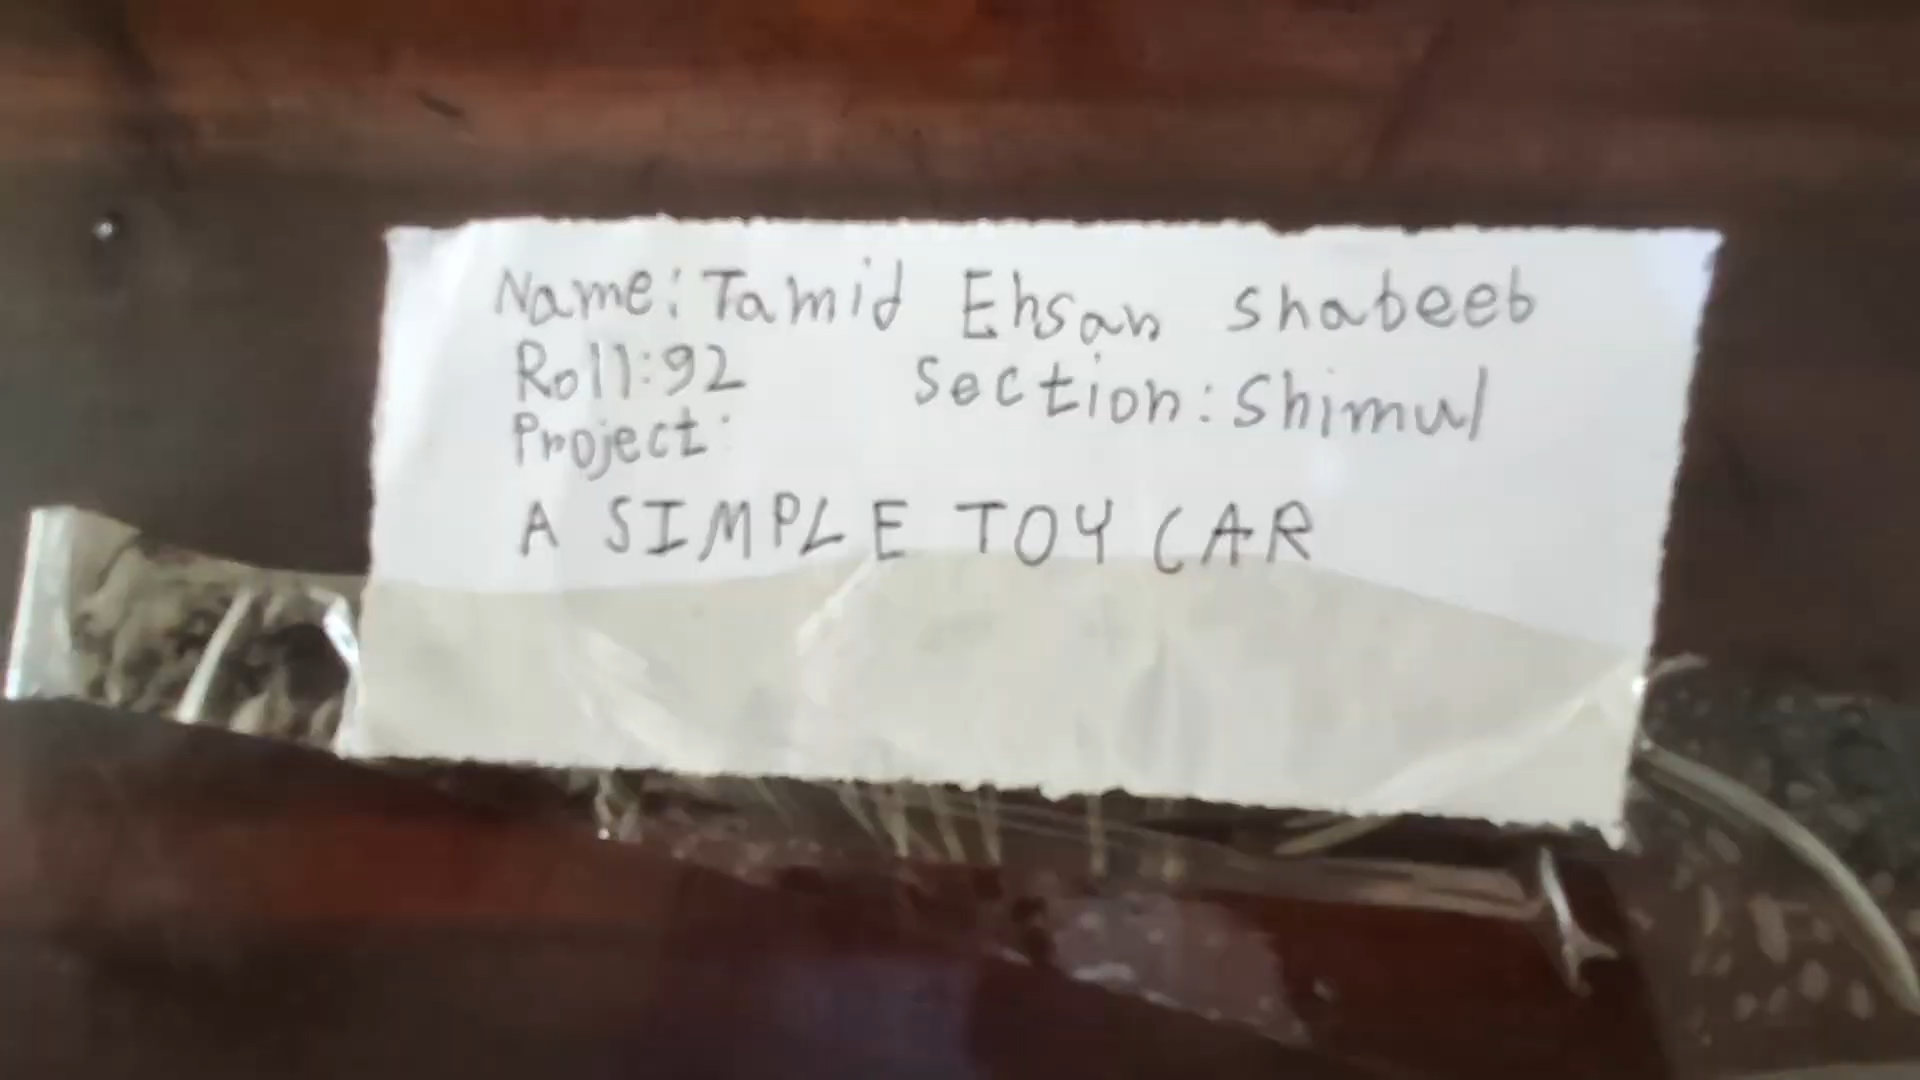 Name: Tamid Ehsan shabeeb
Roll:92 Section: Shimul
Project:
A SIMPLE TOY CAR